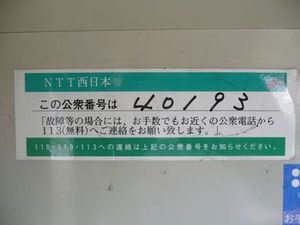 NTT西日本
この公衆番号は 40193
「故障等の場合には、お手数でもお近くの公衆電話から
113(無料)へご連絡をお願い致します。」
110・119・113への連絡は上記の公衆番号をお知らせください。